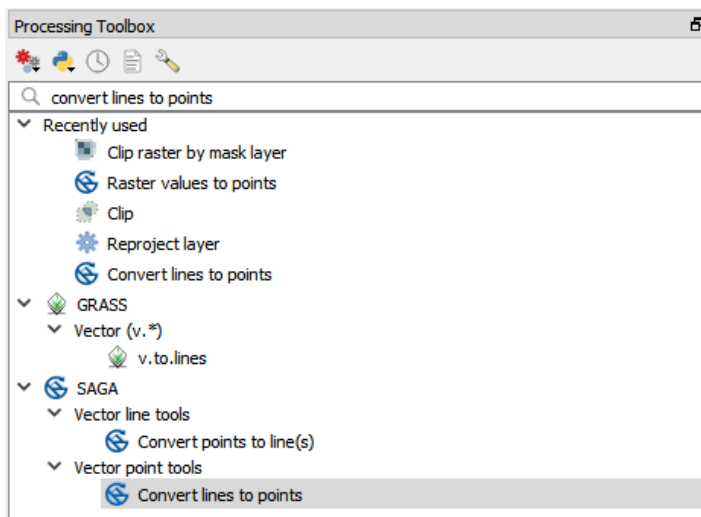 Processing Toolbox
convert lines to points
Recently used
Clip raster by mask layer
Raster values to points
Clip
Reproject layer
Convert lines to points
GRASS
Vector (v.*)
v.to.lines
SAGA
Vector line tools
Convert points to line(s)
Vector point tools
Convert lines to points